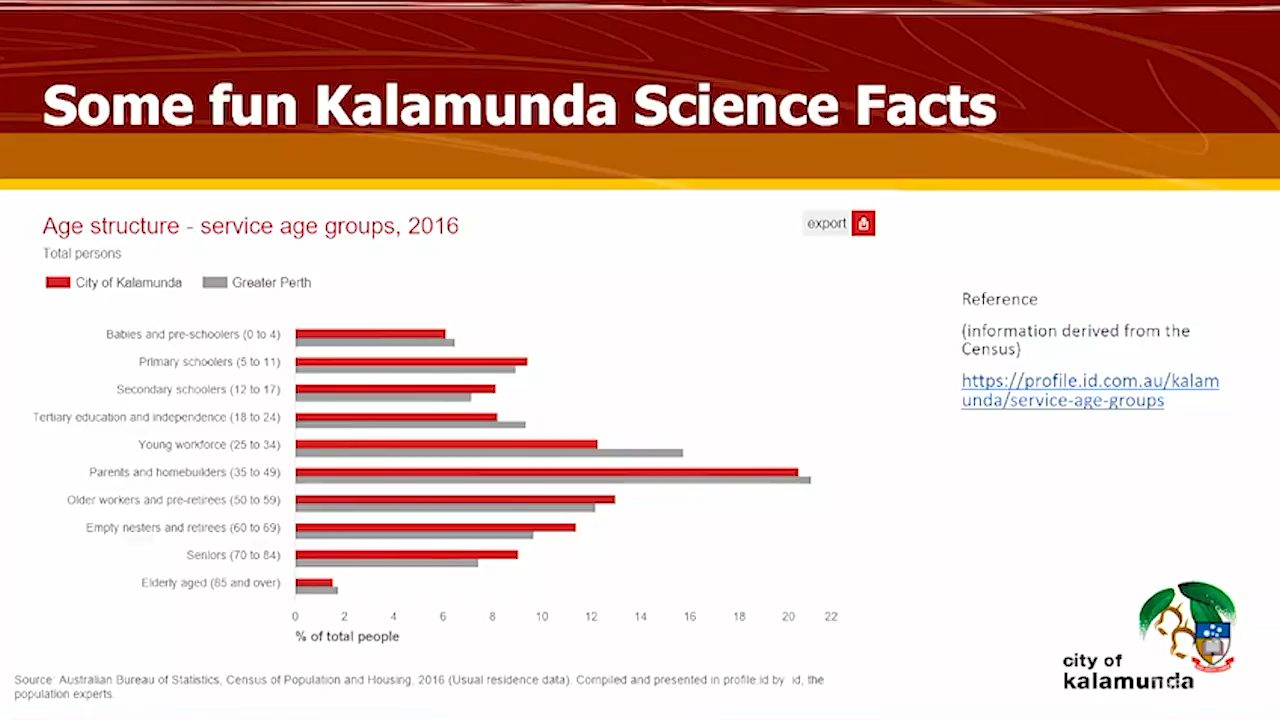 Some fun Kalamunda Science Facts
Age structure - service age groups, 2016
export
Total persons
City of Kalamunda
Greater Perth
Babies and pre-schoolers (0 to 4)
Primary schoolers (5 to 11)
Secondary schoolers (12 to 17)
Tertiary education and independence (18 to 24)
Young workforce (25 to 34)
Parents and homebuilders (35 to 49)
Older workers and pre-retirees (50 to 59)
Empty nesters and retirees (60 to 69)
Seniors (70 to 84)
Elderly aged (85 and over)
0 2 4 6 8 10 12 14 16 18 20 22
% of total people
Reference
(information derived from the
Census)
https://profile.id.com.au/kalam
unda/service-age-groups
Source: Australian Bureau of Statistics, Census of Population and Housing, 2016 (Usual residence data). Compiled and presented in profile.id by .id, the
population experts.
city of
kalamunda